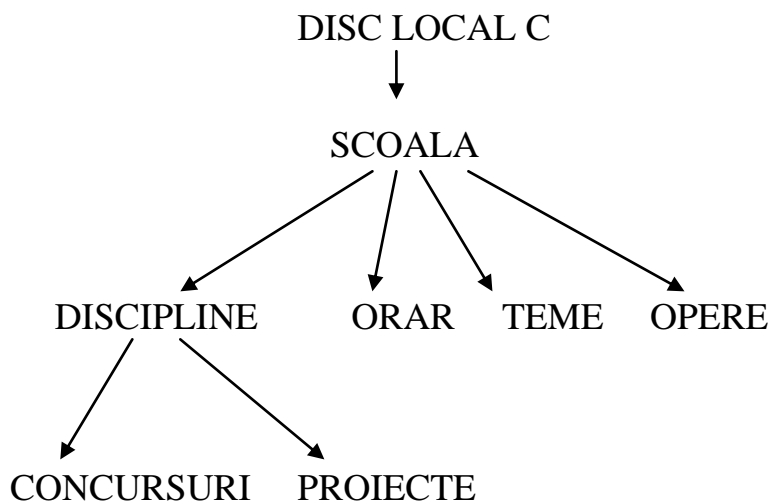 DISC LOCAL C
SCOALA
DISCIPLINE ORAR TEME OPERE
CONCURSURI PROIECTE